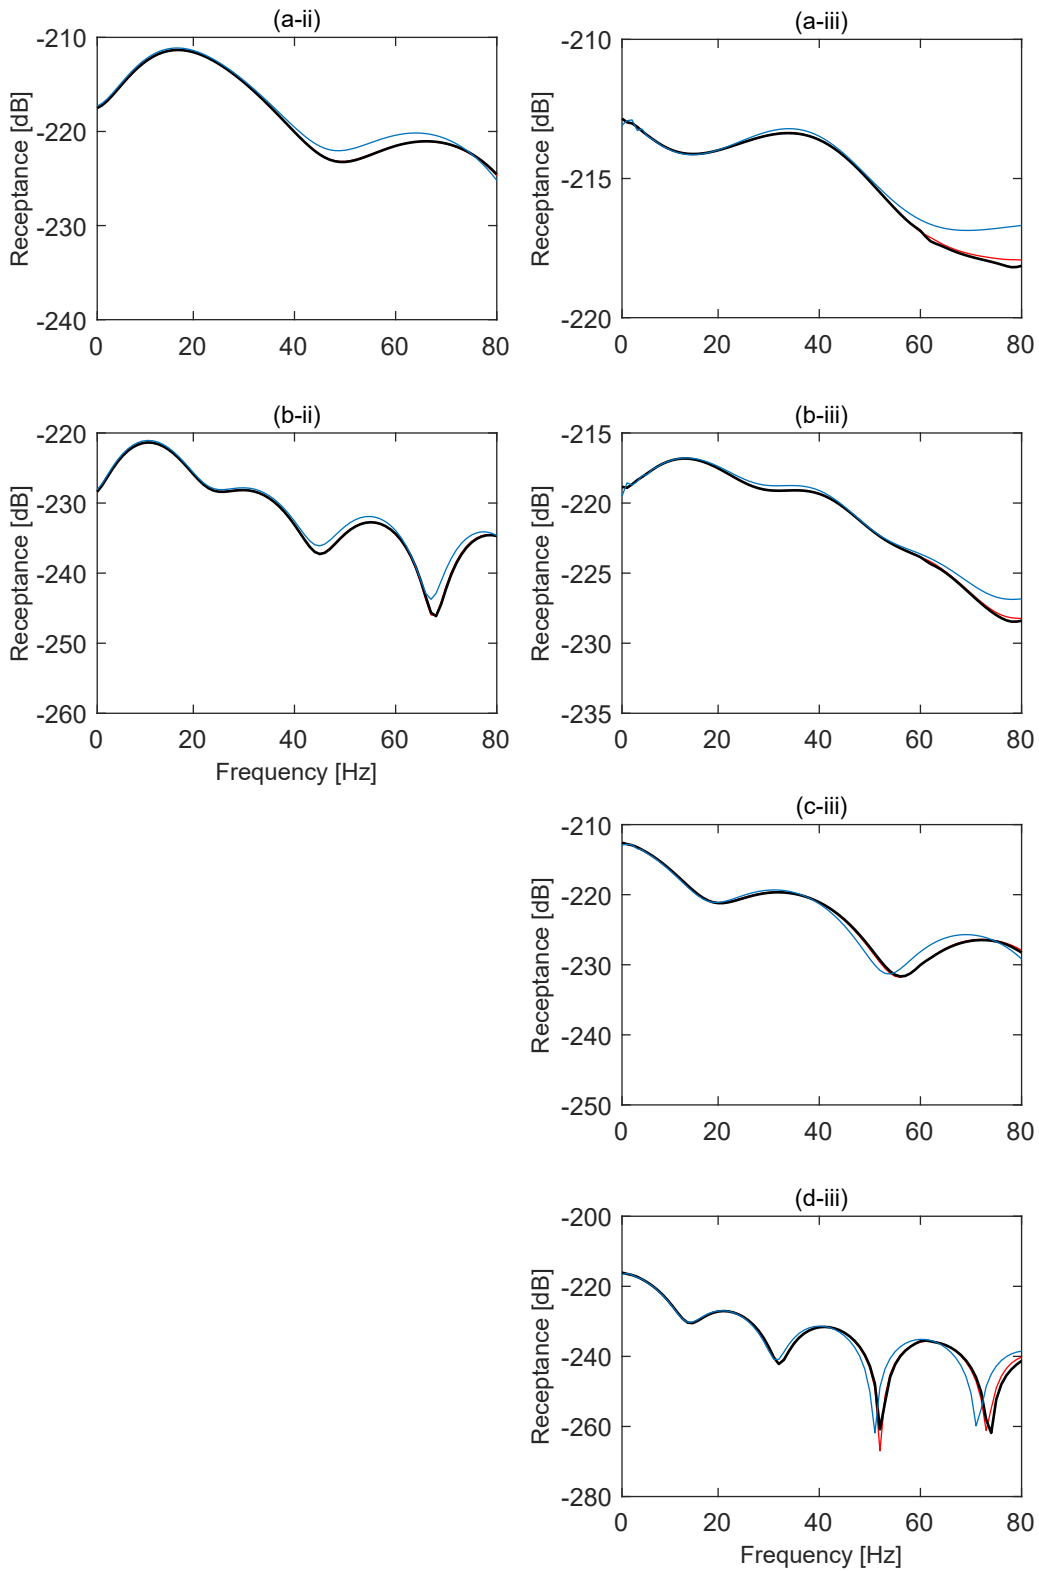 (a-ii)
Receptance [dB]
-210
-220
-230
-240
0 20 40 60 80
(a-iii)
Receptance [dB]
-210
-215
-220
0 20 40 60 80
(b-ii)
Receptance [dB]
-220
-230
-240
-250
-260
0 20 40 60 80
Frequency [Hz]
(b-iii)
Receptance [dB]
-215
-220
-225
-230
-235
0 20 40 60 80
(c-iii)
Receptance [dB]
-210
-220
-230
-240
-250
0 20 40 60 80
(d-iii)
Receptance [dB]
-200
-220
-240
-260
-280
0 20 40 60 80
Frequency [Hz]